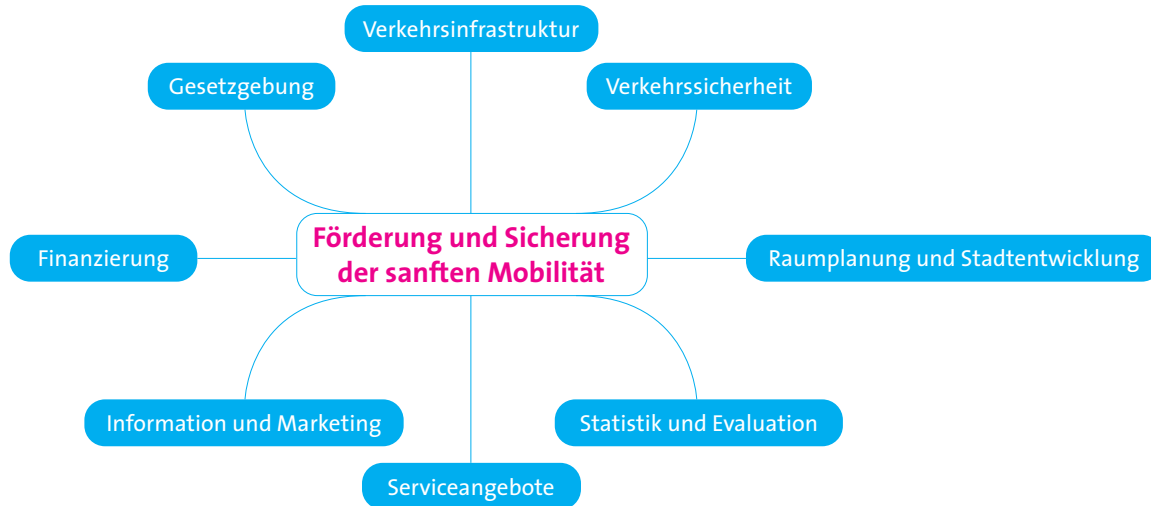 Verkehrsinfrastruktur
Gesetzgebung
Verkehrssicherheit
Förderung und Sicherung
der sanften Mobilität
Finanzierung
Raumplanung und Stadtentwicklung
Information und Marketing
Statistik und Evaluation
Serviceangebote